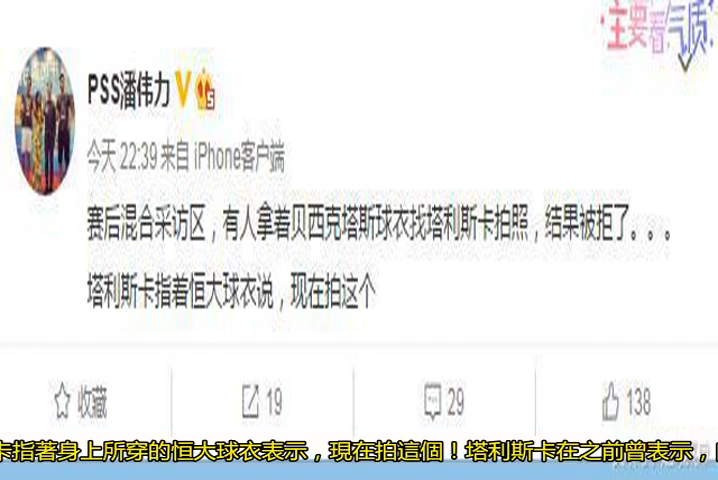 主要看气质
PSS潘伟力
今天 22:39 来自 iPhone客户端
赛后混合采访区，有人拿着贝西克塔斯球衣找塔利斯卡拍照，结果被拒了。。。
塔利斯卡指着恒大球衣说，现在拍这个
收藏 19 29 138
卡指著身上所穿的恒大球衣表示，現在拍這個！塔利斯卡在之前曾表示，